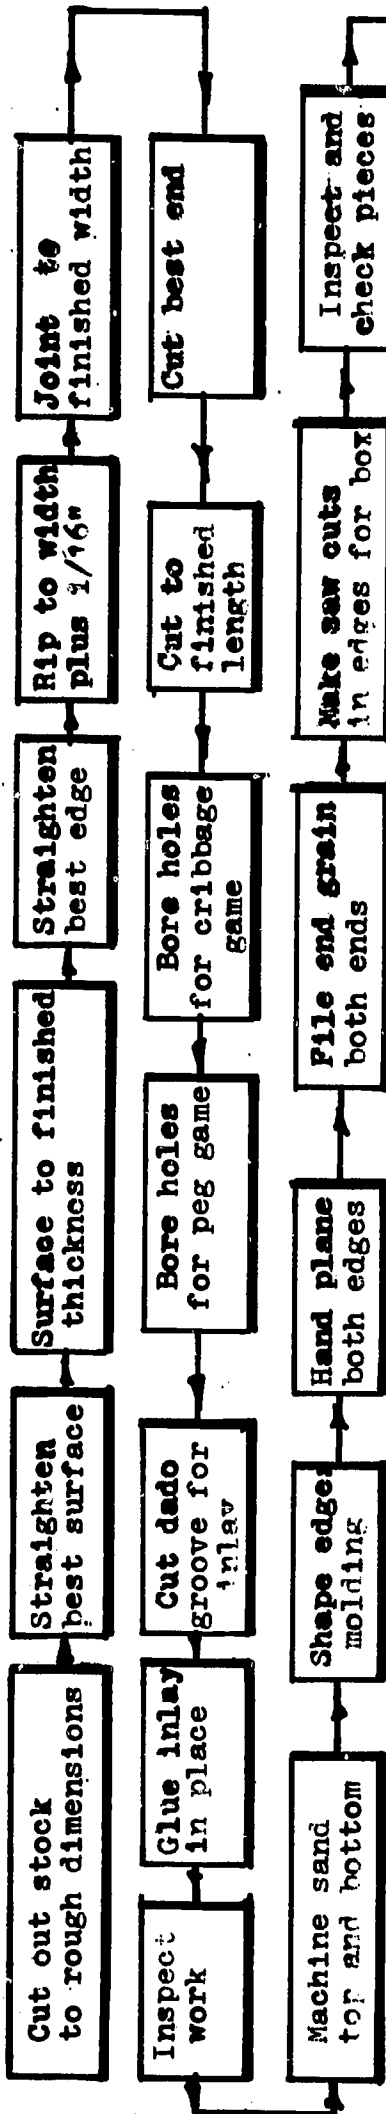 Cut out stock
to rough dimensions
Straighten
best surface
Surface to finished
thickness
Straighten
best edge
Rip to width
plus 1/16"
Joint to
finished width
Cut best end
Cut to
finished
length
Bore holes
for cribbage
game
Bore holes
for peg game
Cut dado
groove for
inlay
Glue inlay
in place
Inspect
work
Machine sand
top and bottom
Shape edge
molding
Hand plane
both edges
File end grain
both ends
Make saw cuts
in edges for box
Inspect and
check pieces